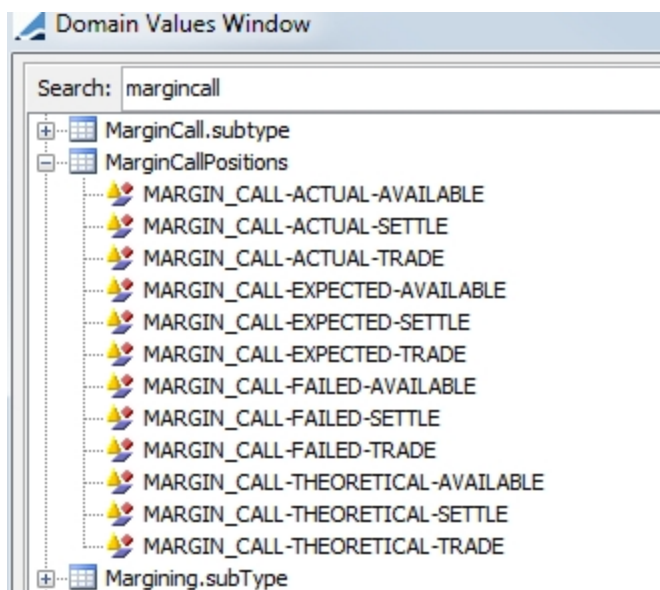 Domain Values Window
Search: margincall
MarginCall.subtype
MarginCallPositions
MARGIN_CALL-ACTUAL-AVAILABLE
MARGIN_CALL-ACTUAL-SETTLE
MARGIN_CALL-ACTUAL-TRADE
MARGIN_CALL-EXPECTED-AVAILABLE
MARGIN_CALL-EXPECTED-SETTLE
MARGIN_CALL-EXPECTED-TRADE
MARGIN_CALL-FAILED-AVAILABLE
MARGIN_CALL-FAILED-SETTLE
MARGIN_CALL-FAILED-TRADE
MARGIN_CALL-THEORETICAL-AVAILABLE
MARGIN_CALL-THEORETICAL-SETTLE
MARGIN_CALL-THEORETICAL-TRADE
Margining.subType